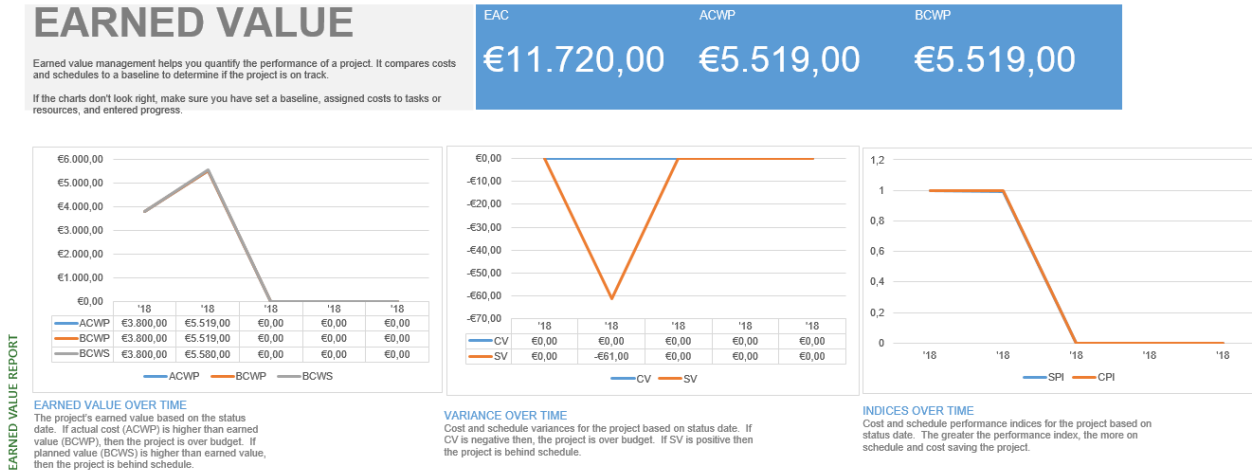 EARNED VALUE
Earned value management helps you quantify the performance of a project. It compares costs
and schedules to a baseline to determine if the project is on track.
If the charts don't look right, make sure you have set a baseline, assigned costs to tasks or
resources, and entered progress.
EAC ACWP BCWP
€11.720,00 €5.519,00 €5.519,00
€6.000,00
€5.000,00
€4.000,00
€3.000,00
€2.000,00
€1.000,00
€0,00
'18 '18 '18 '18 '18
ACWP €3.800,00 €5.519,00 €0,00 €0,00 €0,00
BCWP €3.800,00 €5.519,00 €0,00 €0,00 €0,00
BCWS €3.800,00 €5.580,00 €0,00 €0,00 €0,00
ACWP BCWP BCWS
EARNED VALUE OVER TIME
The project's earned value based on the status
date. If actual cost (ACWP) is higher than earned
value (BCWP), then the project is over budget. If
planned value (BCWS) is higher than earned value,
then the project is behind schedule.
€0,00
-€10,00
-€20,00
-€30,00
-€40,00
-€50,00
-€60,00
-€70,00
'18 '18 '18 '18 '18
CV €0,00 €0,00 €0,00 €0,00 €0,00
SV €0,00 -€61,00 €0,00 €0,00 €0,00
CV SV
VARIANCE OVER TIME
Cost and schedule variances for the project based on status date. If
CV is negative then, the project is over budget. If SV is positive then
the project is behind schedule.
1,2
1
0,8
0,6
0,4
0,2
0
'18 '18 '18 '18 '18
SPI CPI
INDICES OVER TIME
Cost and schedule performance indices for the project based on
status date. The greater the performance index, the more on
schedule and cost saving the project.
EARNED VALUE REPORT